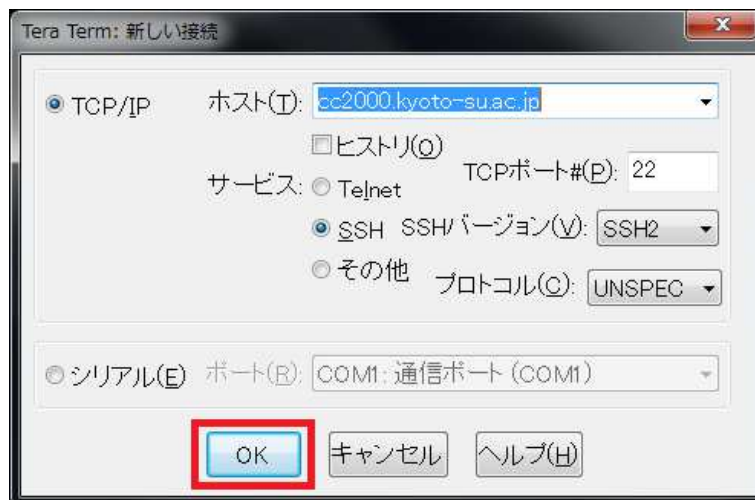 Tera Term: 新しい接続
TCP/IP ホスト(T): cc2000.kyoto-su.ac.jp
ヒストリ(O)
サービス: Telnet TCPポート#(P): 22
SSH SSHバージョン(V): SSH2
その他 プロトコル(C): UNSPEC
シリアル(E) ポート(R): COM1: 通信ポート (COM1)
OK キャンセル ヘルプ(H)